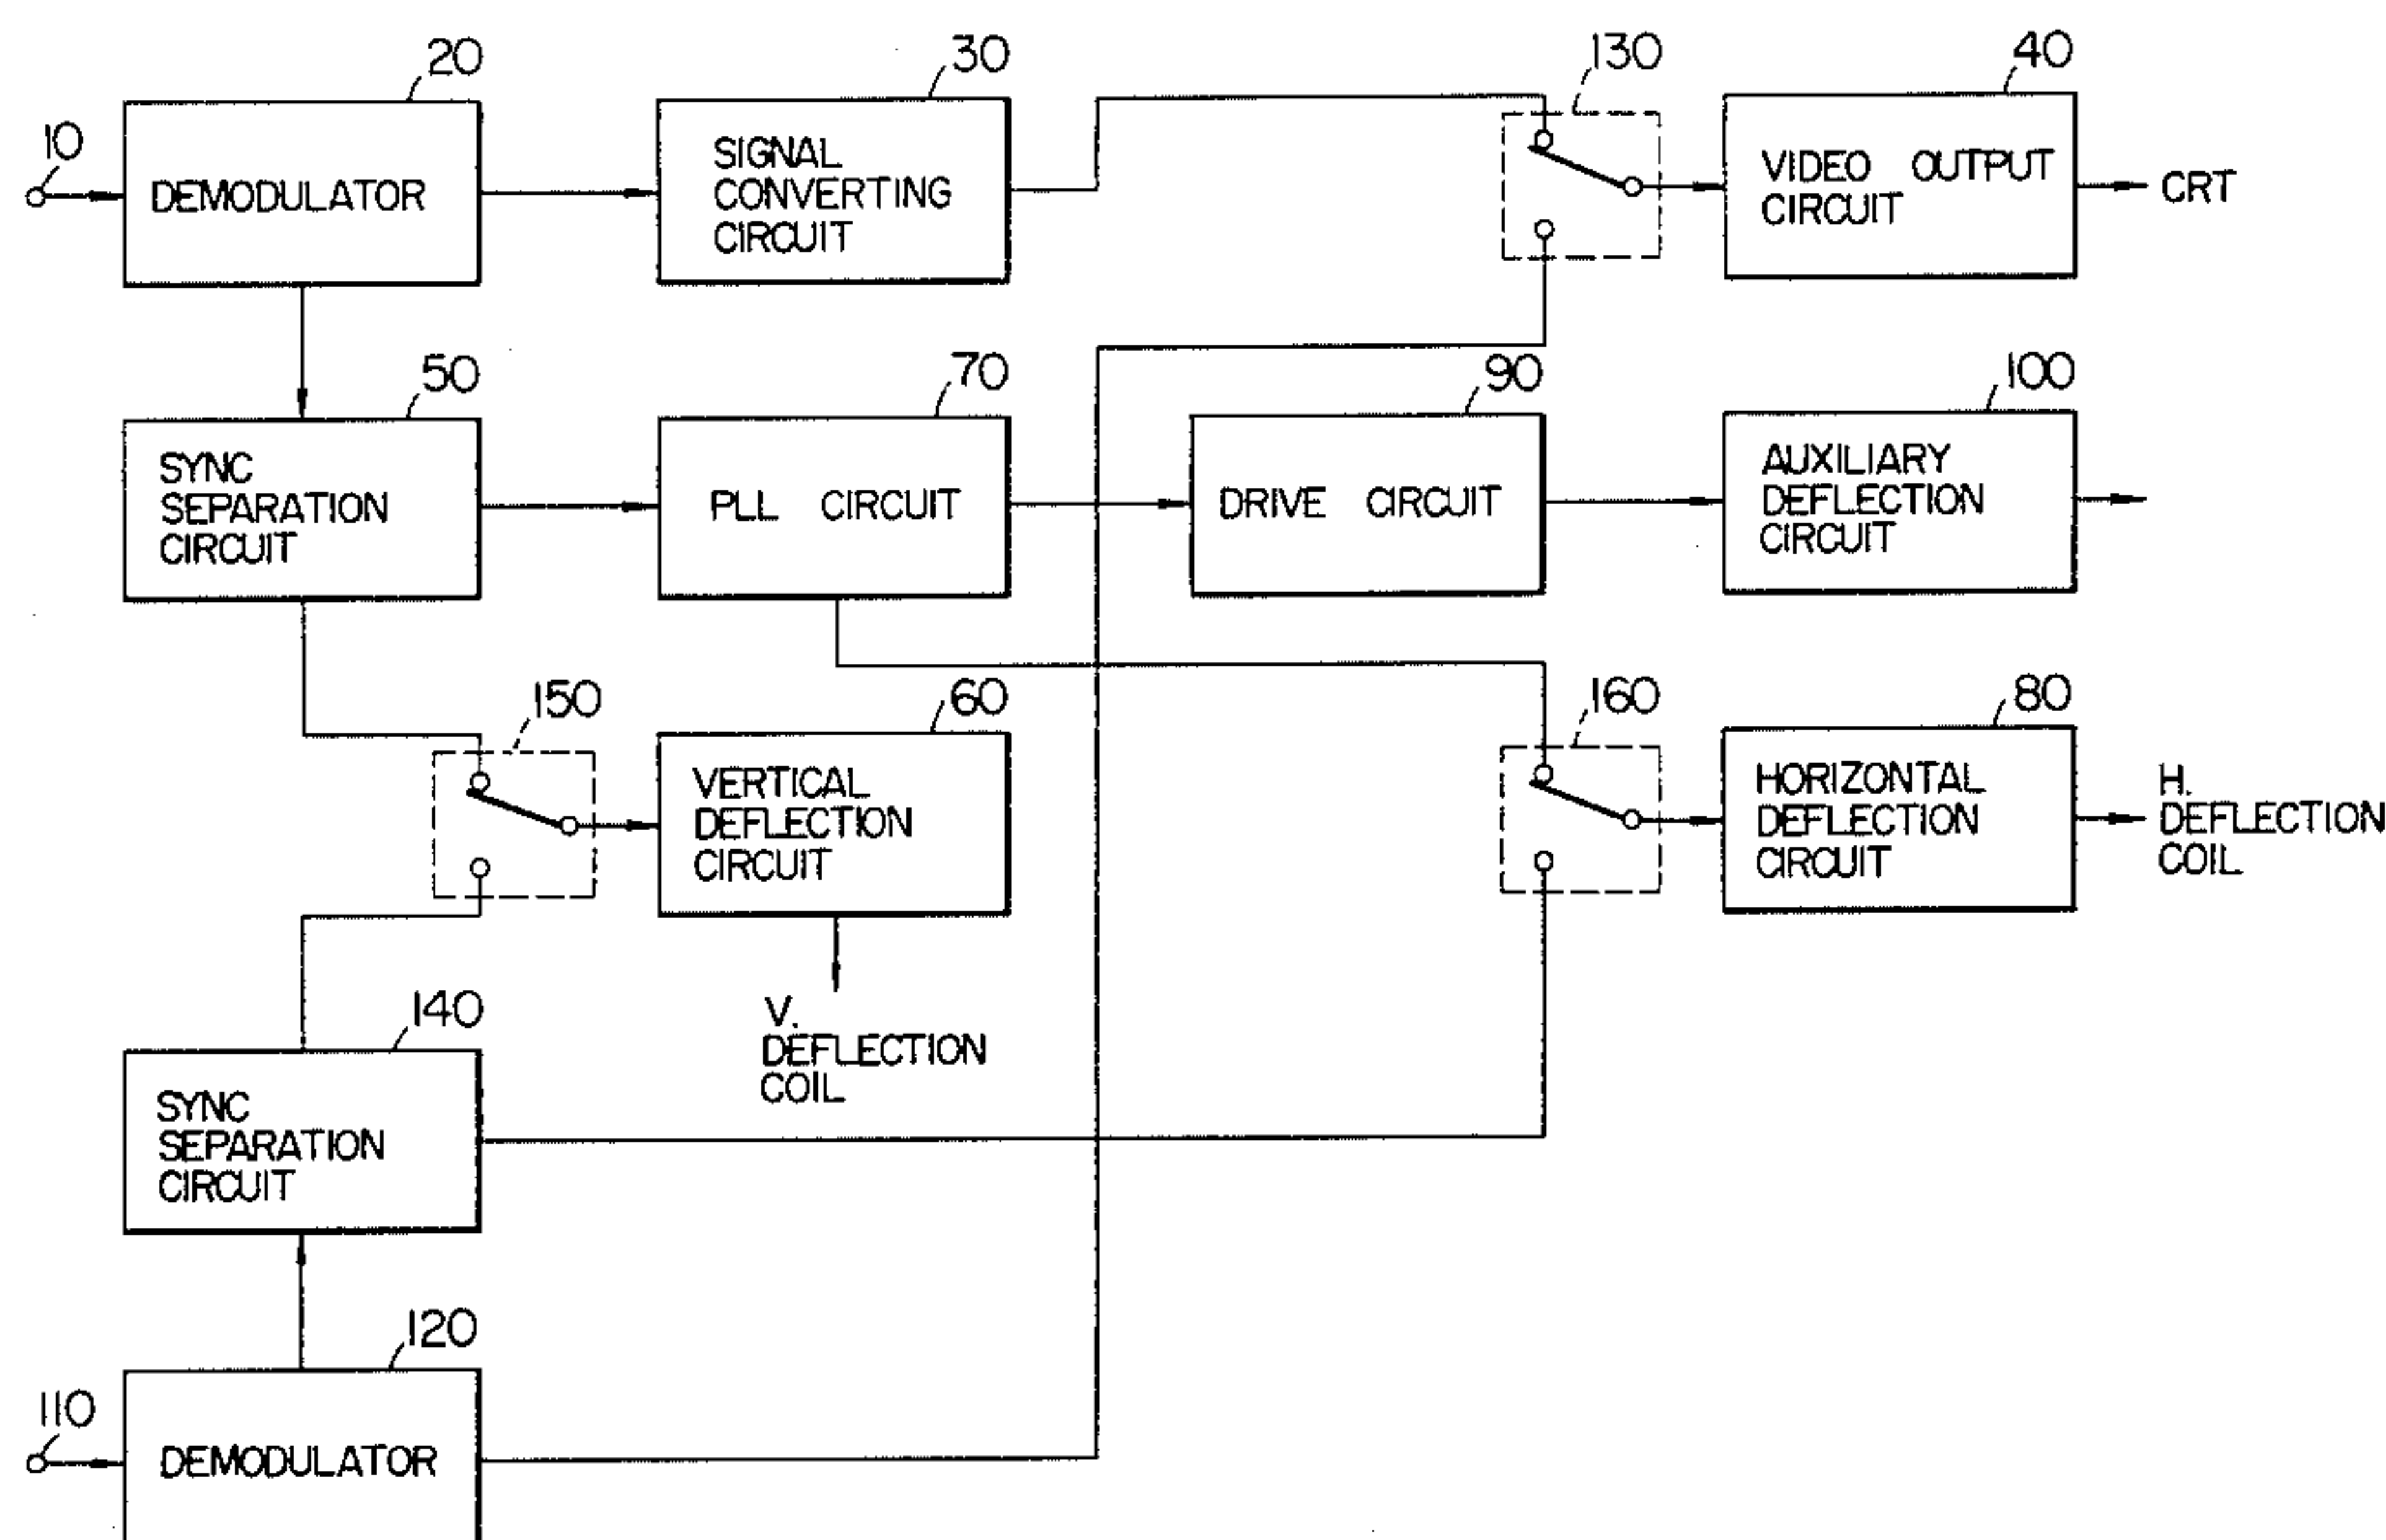 20
30
130
40
10
DEMODULATOR
SIGNAL
CONVERTING
CIRCUIT
VIDEO OUTPUT
CIRCUIT
CRT
50
70
90
100
SYNC
SEPARATION
CIRCUIT
PLL CIRCUIT
DRIVE CIRCUIT
AUXILIARY
DEFLECTION
CIRCUIT
150
60
160
80
VERTICAL
DEFLECTION
CIRCUIT
HORIZONTAL
DEFLECTION
CIRCUIT
H.
DEFLECTION
COIL
V.
DEFLECTION
COIL
140
SYNC
SEPARATION
CIRCUIT
120
110
DEMODULATOR